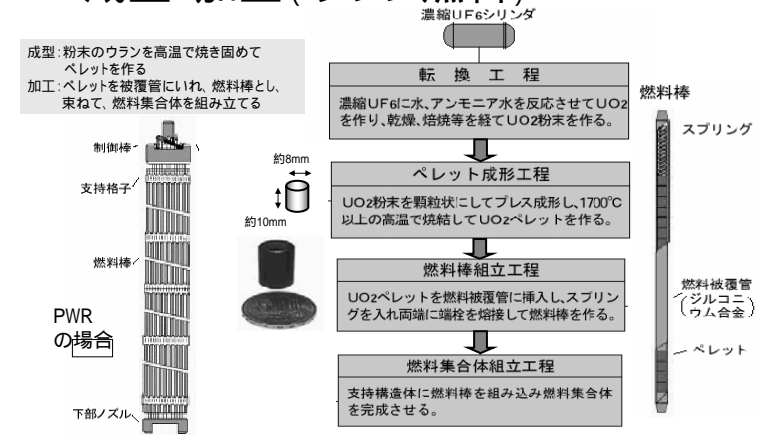 濃縮UF6シリンダ
成型:粉末のウランを高温で焼き固めて
ペレットを作る
加工:ペレットを被覆管にいれ、燃料棒とし、
束ねて、燃料集合体を組み立てる
転換工程
濃縮UF6に水、アンモニア水を反応させてUO2
を作り、乾燥、焙焼等を経てUO2粉末を作る。
燃料棒
スプリング
制御棒
約8mm
ペレット成形工程
支持格子
UO2粉末を顆粒状にしてプレス成形し、1700℃
以上の高温で焼結してUO2ペレットを作る。
約10mm
燃料棒
燃料棒組立工程
UO2ペレットを燃料被覆管に挿入し、スプリン
グを入れ両端に端栓を熔接して燃料棒を作る。
燃料被覆管
(ジルコニ
ウム合金)
PWR
の場合
ペレット
燃料集合体組立工程
支持構造体に燃料棒を組み込み燃料集合体
を完成させる。
下部ノズル